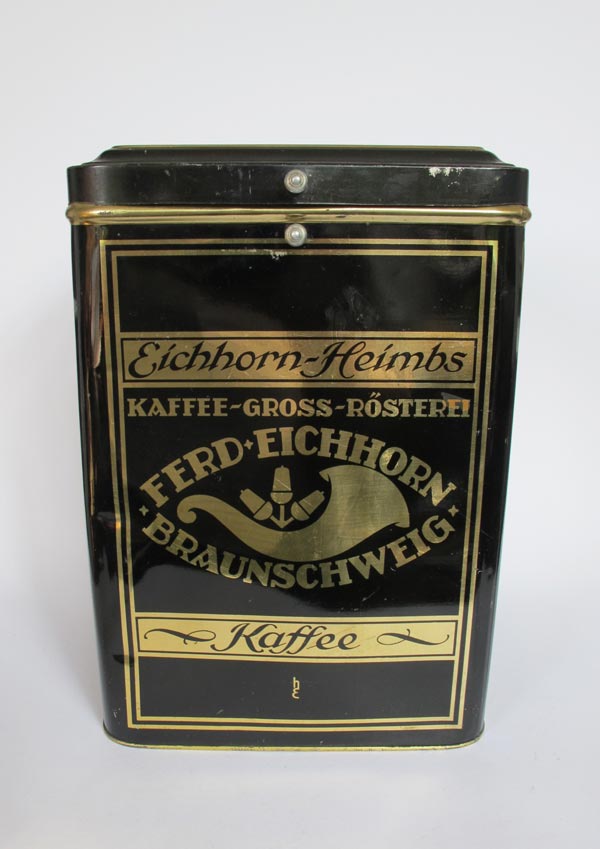 Eichhorn-Heimbs
KAFFEE-GROSS-RÖSTEREI
FERD✦EICHHORN
✦BRAUNSCHWEIG✦
Kaffee